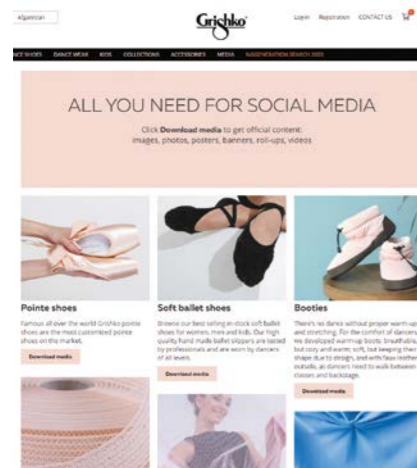 Afganistan
Grishko
Login Registration CONTACT US
DANCE SHOES DANCE WEAR KIDS COLLECTIONS ACCESSORIES MEDIA
ALL YOU NEED FOR SOCIAL MEDIA
Click Download media to get official content:
images, photos, posters, banners, roll-ups, videos
Pointe shoes
Famous all over the world Grishko pointe
shoes are the most customized pointe
shoes on the market.
Download media
Soft ballet shoes
Browse our best selling in-stock soft ballet
shoes for women, men and kids. Our high
quality hand made ballet slippers are tested
by professionals and are worn by dancers
of all levels.
Download media
Booties
There's no dance without proper warm-up
and stretching. For the comfort of dancers,
we developed warm-up boots: breathable,
but cozy and warm; soft, but keeping their
shape due to design, and with faux leather
outsole, as dancers need to walk between
classes and backstage.
Download media